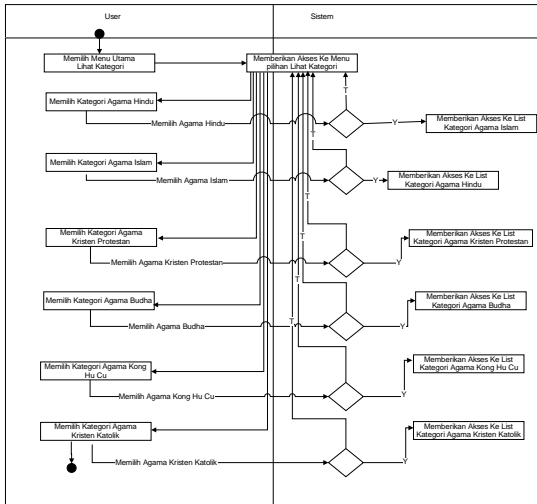 User
Sistem
Memilih Menu Utama
Lihat Kategori
Memberikan Akses Ke Menu
pilihan Lihat Kategori
T
Memilih Kategori Agama Hindu
Memilih Agama Hindu
Y
Memberikan Akses Ke List
Kategori Agama Islam
T
Memilih Kategori Agama Islam
Memilih Agama Islam
Y
Memberikan Akses Ke List
Kategori Agama Hindu
T
Memilih Kategori Agama
Kristen Protestan
Memilih Agama Kristen Protestan
Y
Memberikan Akses Ke List
Kategori Agama Kristen Protestan
T
Memilih Kategori Agama Budha
Memilih Agama Budha
Y
Memberikan Akses Ke List
Kategori Agama Budha
T
T
Memilih Kategori Agama Kong
Hu Cu
Memilih Agama Kong Hu Cu
Y
Memberikan Akses Ke List
Kategori Agama Kong Hu Cu
Memilih Kategori Agama
Kristen Katolik
Memilih Agama Kristen Katolik
Y
Memberikan Akses Ke List
Kategori Agama Kristen Katolik